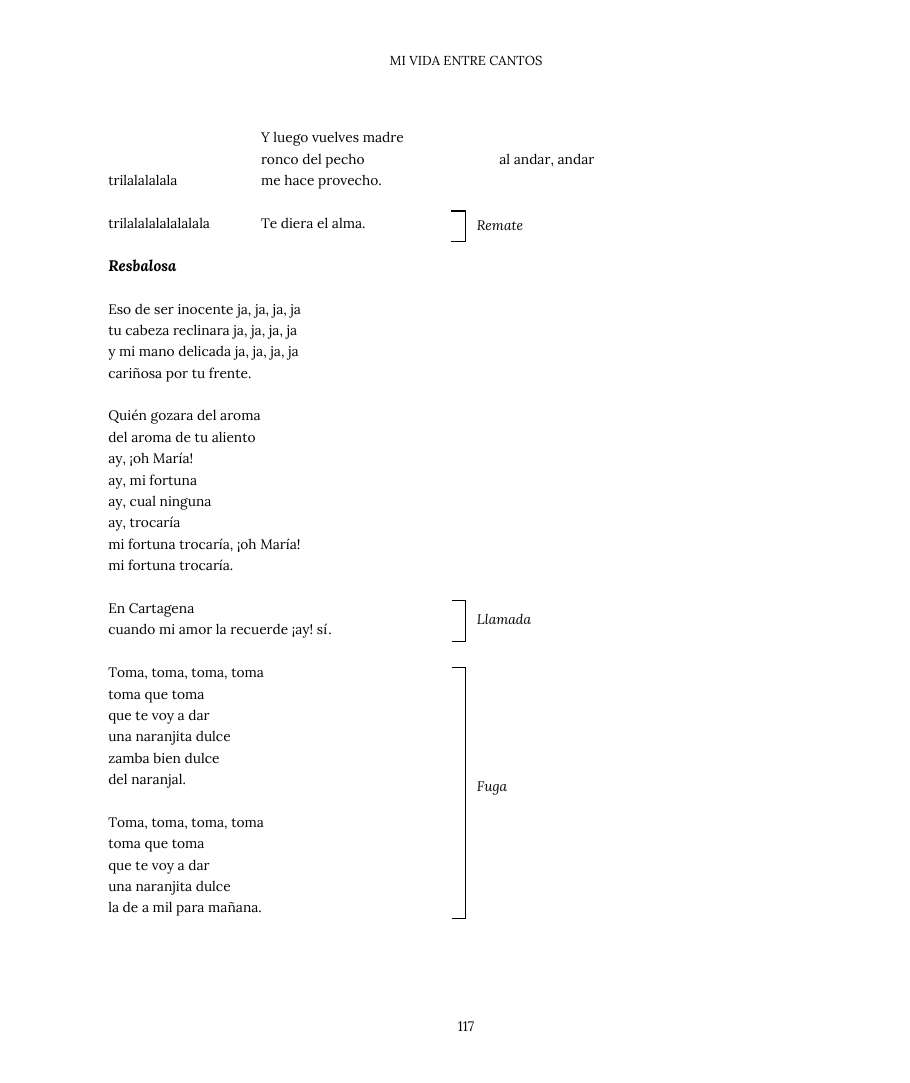 MI VIDA ENTRE CANTOS
Y luego vuelves madre
ronco del pecho al andar, andar
trilalalalala me hace provecho.
trilalalalalalalala Te diera el alma. Remate
Resbalosa
Eso de ser inocente ja, ja, ja, ja
tu cabeza reclinara ja, ja, ja, ja
y mi mano delicada ja, ja, ja, ja
cariñosa por tu frente.
Quién gozara del aroma
del aroma de tu aliento
ay, ¡oh María!
ay, mi fortuna
ay, cual ninguna
ay, trocaría
mi fortuna trocaría, ¡oh María!
mi fortuna trocaría.
En Cartagena
cuando mi amor la recuerde ¡ay! sí.
Llamada
Toma, toma, toma, toma
toma que toma
que te voy a dar
una naranjita dulce
zamba bien dulce
del naranjal.
Fuga
Toma, toma, toma, toma
toma que toma
que te voy a dar
una naranjita dulce
la de a mil para mañana.
117